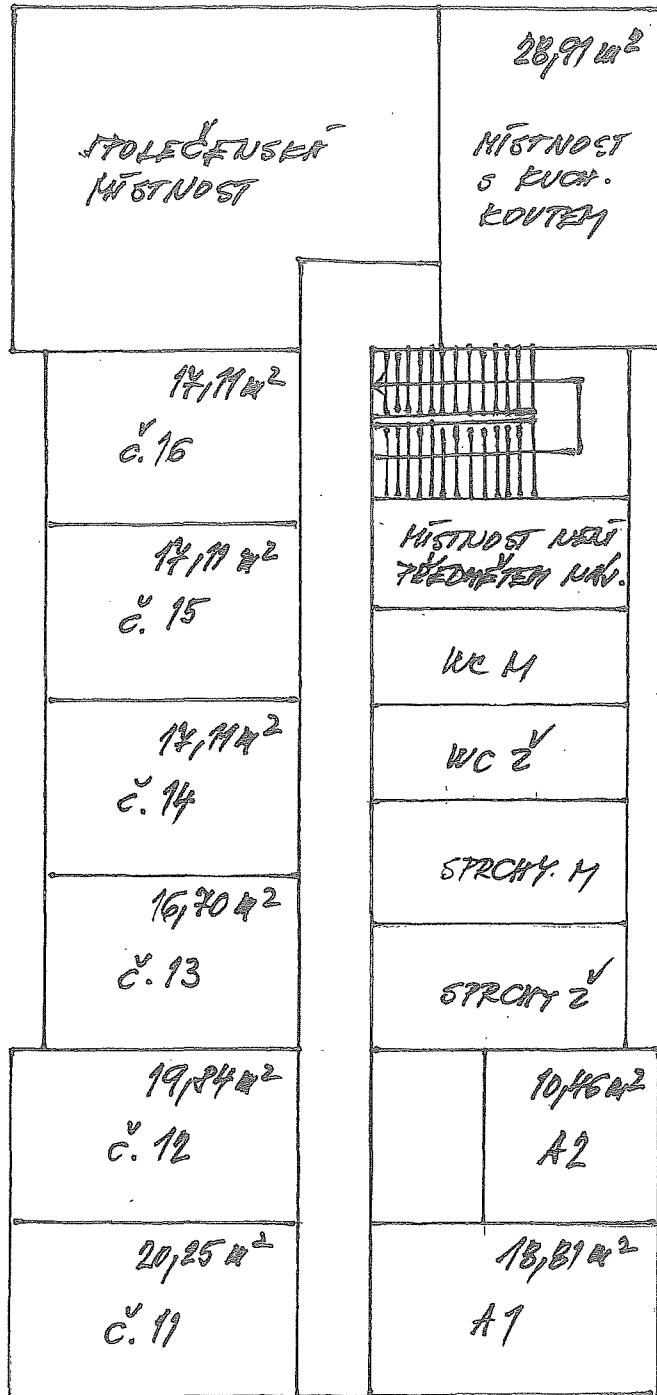 SPOLEČENSKÁ
MÍSTNOST
28,91 m²
MÍSTNOST
S KUCH.
KOUTEM
17,11 m²
č. 16
17,11 m²
č. 15
17,11 m²
č. 14
16,70 m²
č. 13
19,84 m²
č. 12
20,25 m²
č. 11
MÍSTNOST NENÍ
PŘEDMĚTEM NÁJ.
WC M
WC Ž
SPRCHY. M
SPRCHY Ž
10,46 m²
A2
18,81 m²
A1